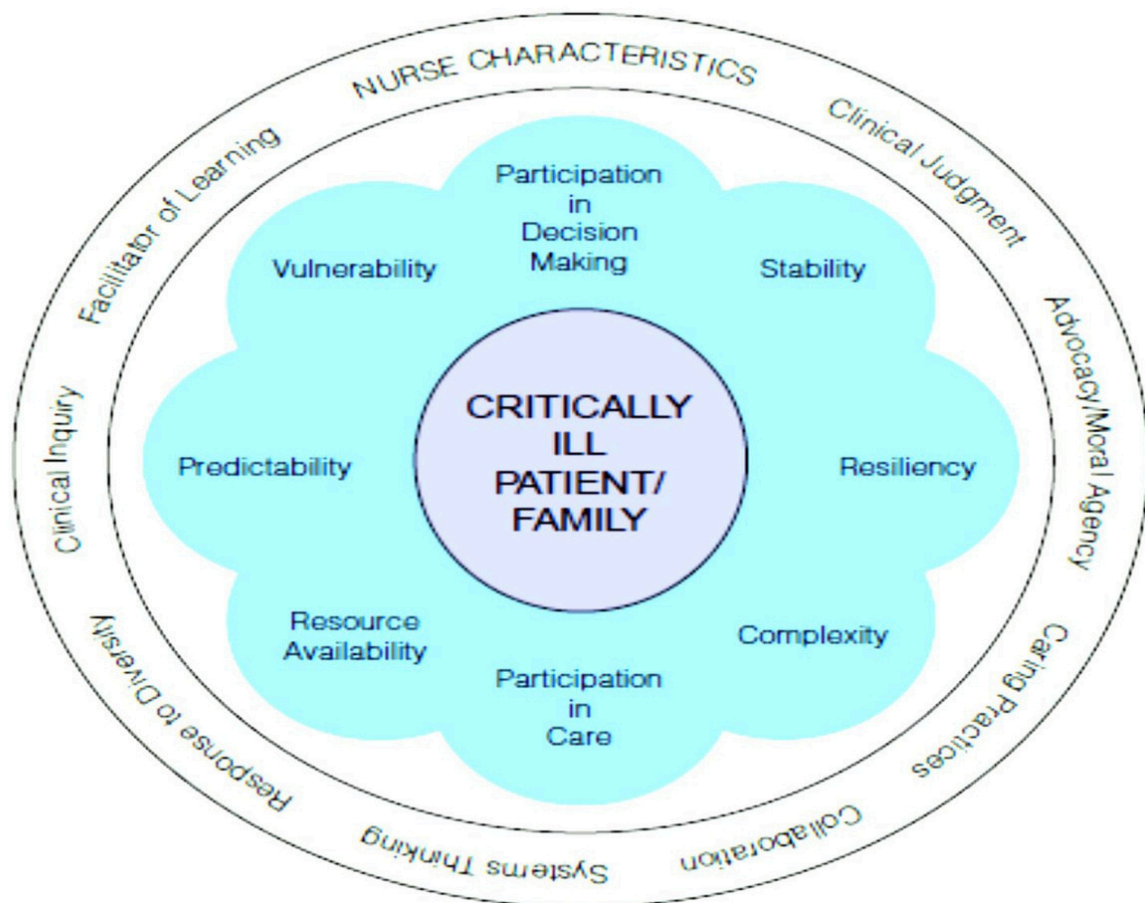 NURSE CHARACTERISTICS
Clinical Judgment
Advocacy/Moral Agency
Caring Practices
Collaboration
Systems Thinking
Response to Diversity
Clinical Inquiry
Facilitator of Learning
Participation
in
Decision
Making
Stability
Resiliency
Complexity
Participation
in
Care
Resource
Availability
Predictability
Vulnerability
CRITICALLY
ILL
PATIENT/
FAMILY